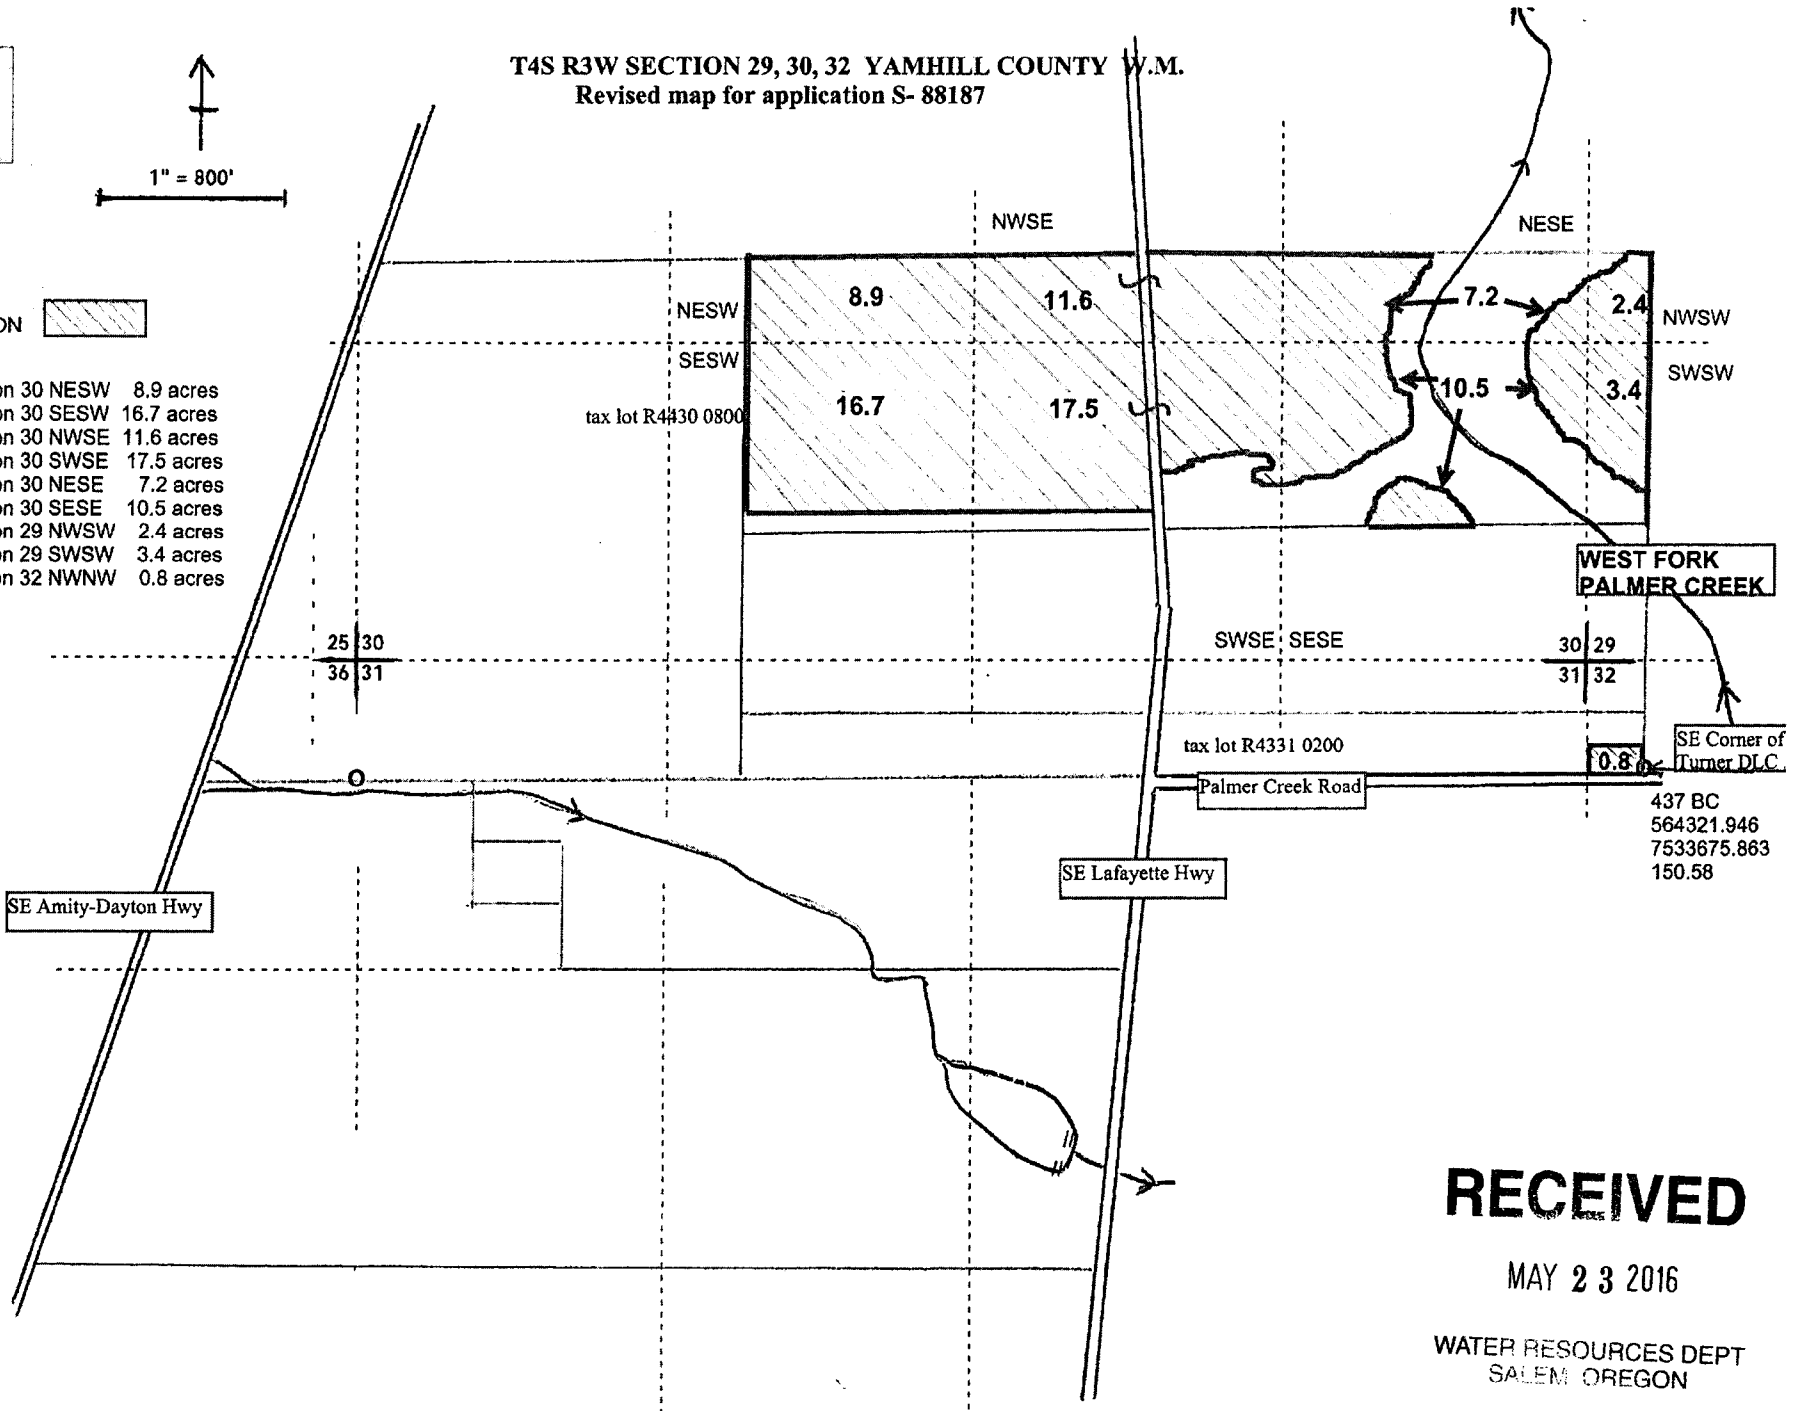 T4S R3W SECTION 29, 30, 32 YAMHILL COUNTY W.M.
Revised map for application S- 88187
1" = 800'
NWSE
NESE
ON
8.9
11.6
7.2
2.4
NESW
NWSW
SESW
SWSW
on 30 NESW 8.9 acres
on 30 SESW 16.7 acres
on 30 NWSE 11.6 acres
on 30 SWSE 17.5 acres
on 30 NESE 7.2 acres
on 30 SESE 10.5 acres
on 29 NWSW 2.4 acres
on 29 SWSW 3.4 acres
on 32 NWNW 0.8 acres
tax lot R4430 0800
16.7
17.5
10.5
3.4
WEST FORK
PALMER CREEK
25 30
36 31
SWSE SESE
30 29
31 32
tax lot R4331 0200
0.8
SE Corner of
Turner DLC
Palmer Creek Road
437 BC
564321.946
7533675.863
150.58
SE Lafayette Hwy
SE Amity-Dayton Hwy
RECEIVED
MAY 23 2016
WATER RESOURCES DEPT
SALEM OREGON